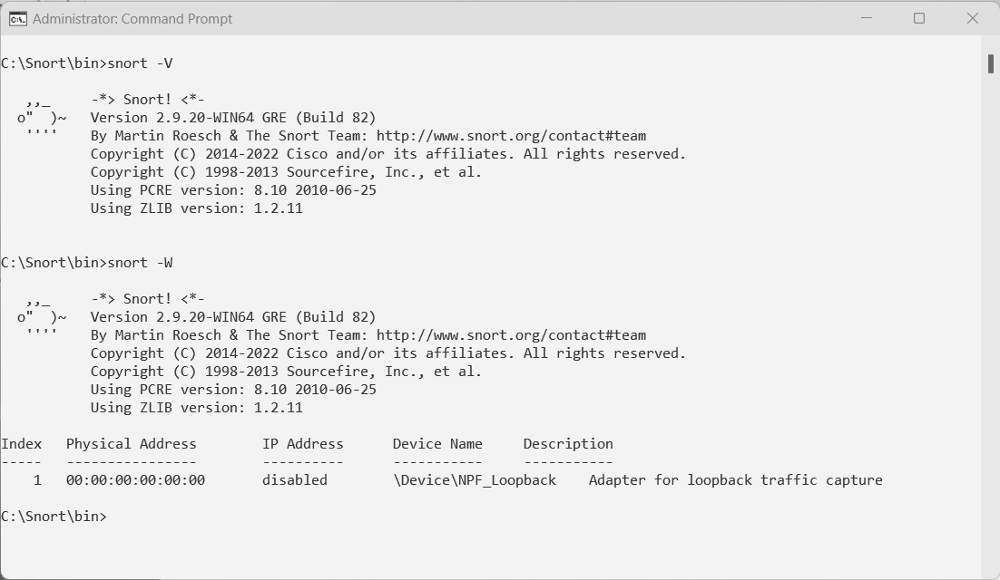 Administrator: Command Prompt
C:\Snort\bin>snort -V
,,_     -*> Snort! <*-
o"  )~   Version 2.9.20-WIN64 GRE (Build 82)
''''    By Martin Roesch & The Snort Team: http://www.snort.org/contact#team
Copyright (C) 2014-2022 Cisco and/or its affiliates. All rights reserved.
Copyright (C) 1998-2013 Sourcefire, Inc., et al.
Using PCRE version: 8.10 2010-06-25
Using ZLIB version: 1.2.11
C:\Snort\bin>snort -W
,,_     -*> Snort! <*-
o"  )~   Version 2.9.20-WIN64 GRE (Build 82)
''''    By Martin Roesch & The Snort Team: http://www.snort.org/contact#team
Copyright (C) 2014-2022 Cisco and/or its affiliates. All rights reserved.
Copyright (C) 1998-2013 Sourcefire, Inc., et al.
Using PCRE version: 8.10 2010-06-25
Using ZLIB version: 1.2.11
Index   Physical Address        IP Address      Device Name     Description
-----   ----------------        ----------      -----------     -----------
1   00:00:00:00:00:00       disabled        \Device\NPF_Loopback    Adapter for loopback traffic capture
C:\Snort\bin>